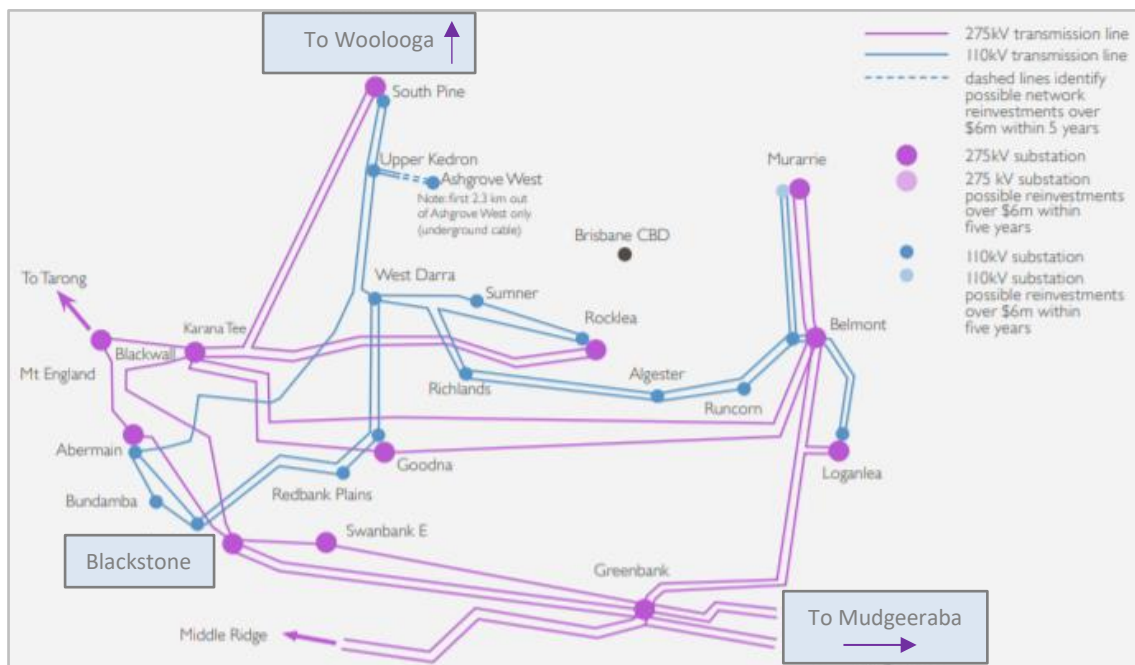 To Woolooga
South Pine
Upper Kedron
Ashgrove West
Note: first 2.3 km out
of Ashgrove West only
(underground cable)
275kV transmission line
110kV transmission line
dashed lines identify
possible network
reinvestments over
$6m within 5 years
275kV substation
275 kV substation
possible reinvestments
over $6m within
five years
110kV substation
110kV substation
possible reinvestments
over $6m within
five years
Murarrie
Brisbane CBD
To Tarong
West Darra
Sumner
Rocklea
Belmont
Karana Tee
Blackwall
Mt England
Richlands
Algester
Runcorn
Abermain
Goodna
Loganlea
Bundamba
Redbank Plains
Swanbank E
Blackstone
Greenbank
To Mudgeeraba
Middle Ridge